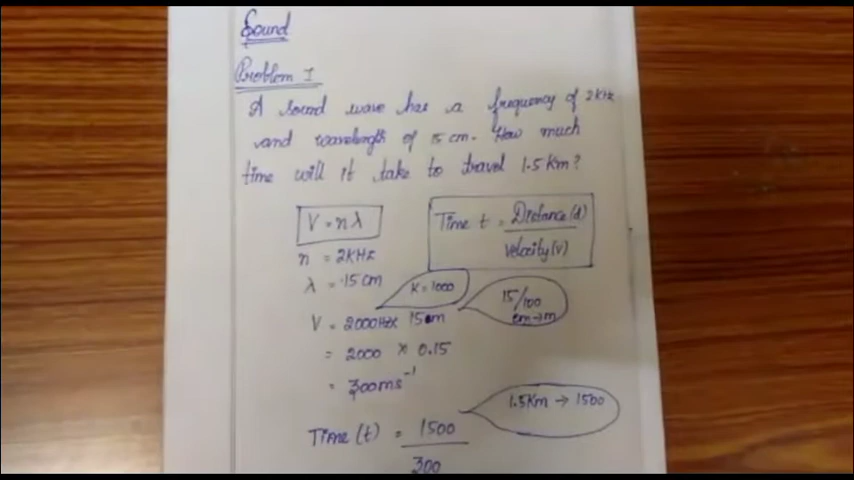 Sound
Problem I
A sound wave has a frequency of 2kHz
and wavelength of 15 cm. How much
time will it take to travel 1.5 Km?
V = nλ
Time t = Distance(d)
velocity(v)
n = 2KHz
λ = 15cm
K = 1000
15/100
cm→m
V = 2000Hz x 15cm
= 2000 x 0.15
= 300ms⁻¹
1.5Km → 1500
Time (t) = 1500
300